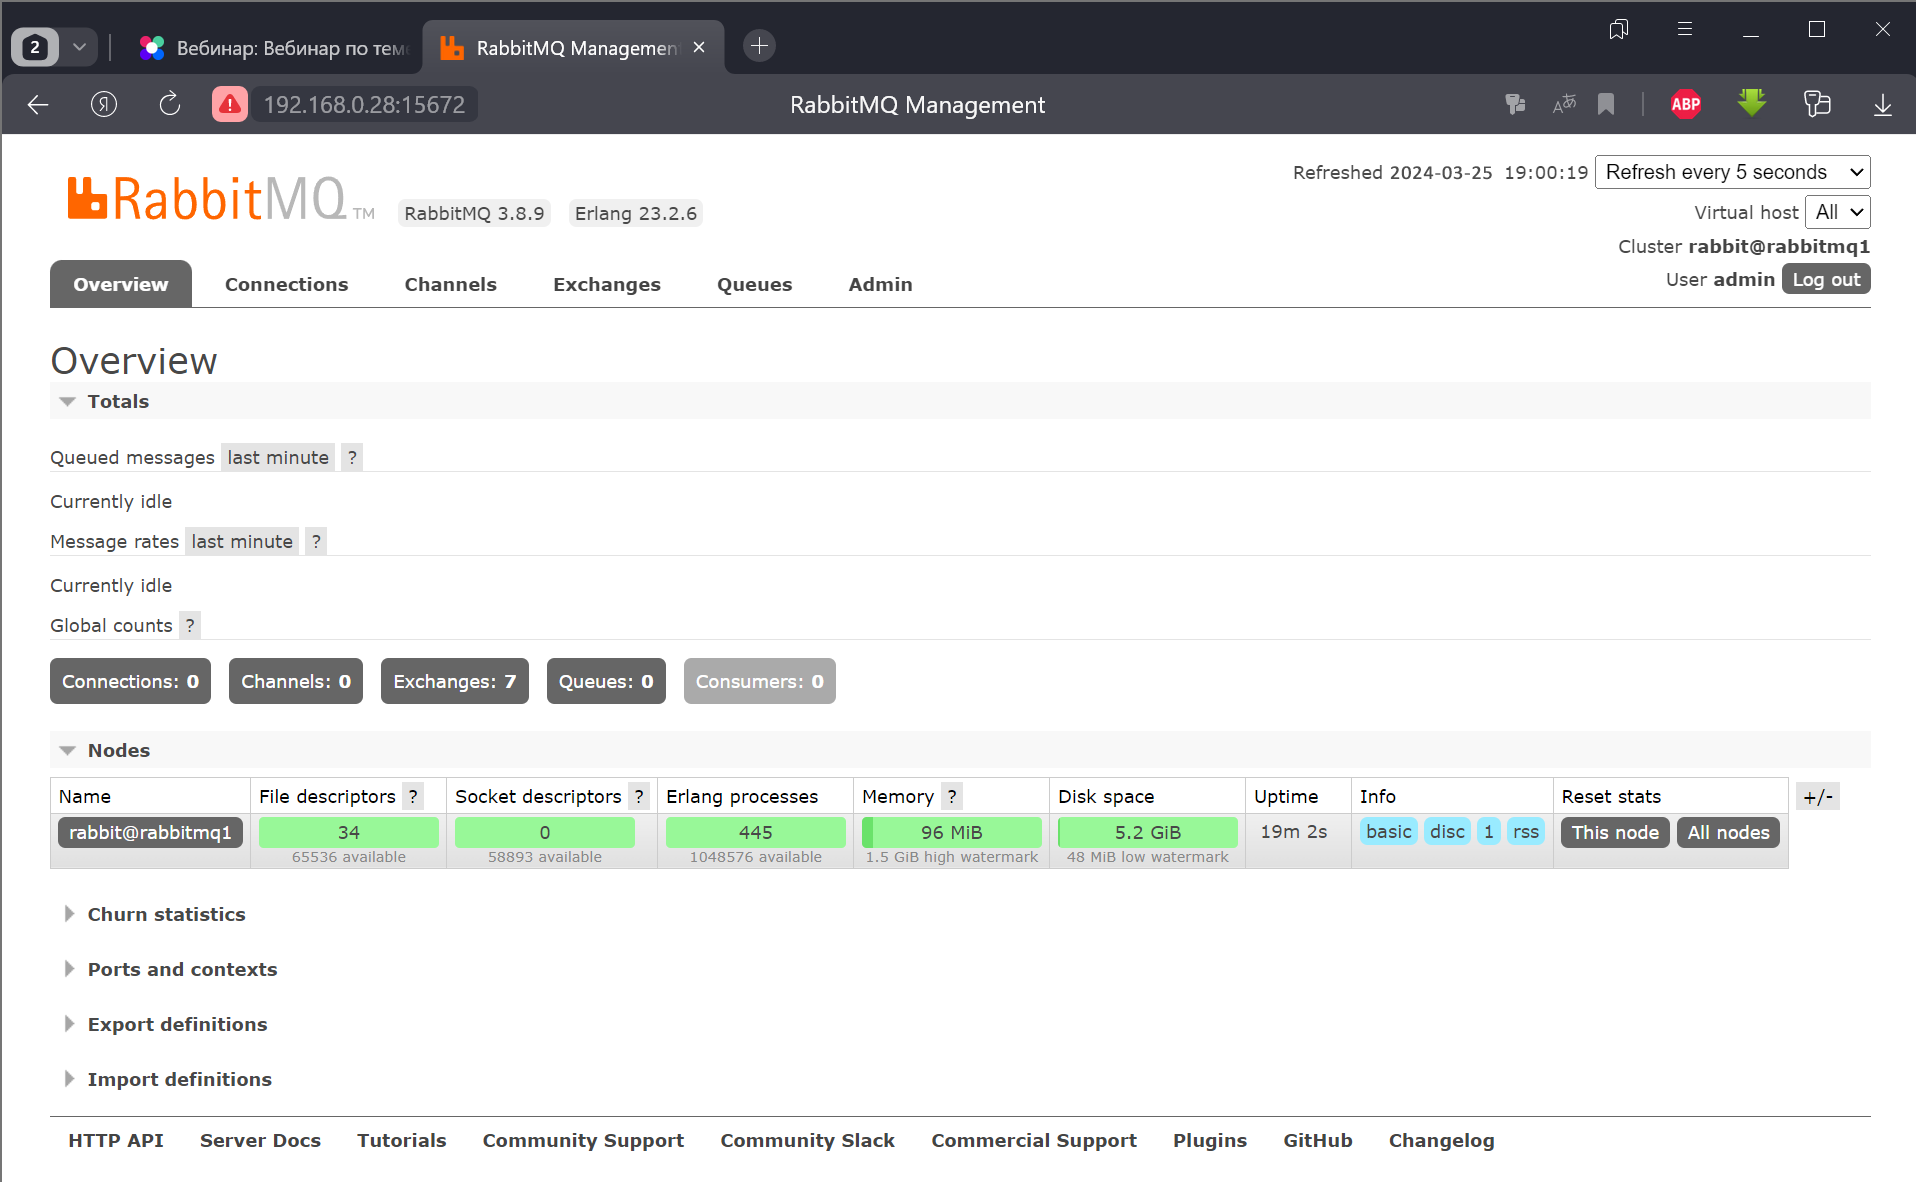 2
Вебинар: Вебинар по теме
RabbitMQ Management
192.168.0.28:15672
RabbitMQ Management
ABP
RabbitMQ TM
RabbitMQ 3.8.9
Erlang 23.2.6
Refreshed 2024-03-25 19:00:19
Refresh every 5 seconds
Virtual host All
Cluster rabbit@rabbitmq1
User admin Log out
Overview Connections Channels Exchanges Queues Admin
Overview
Totals
Queued messages last minute ?
Currently idle
Message rates last minute ?
Currently idle
Global counts ?
Connections: 0 Channels: 0 Exchanges: 7 Queues: 0 Consumers: 0
Nodes
Name File descriptors ? Socket descriptors ? Erlang processes Memory ? Disk space Uptime Info Reset stats +/-
rabbit@rabbitmq1 34 0 445 96 MiB 5.2 GiB 19m 2s basic disc 1 rss This node All nodes
65536 available 58893 available 1048576 available 1.5 GiB high watermark 48 MiB low watermark
Churn statistics
Ports and contexts
Export definitions
Import definitions
HTTP API Server Docs Tutorials Community Support Community Slack Commercial Support Plugins GitHub Changelog